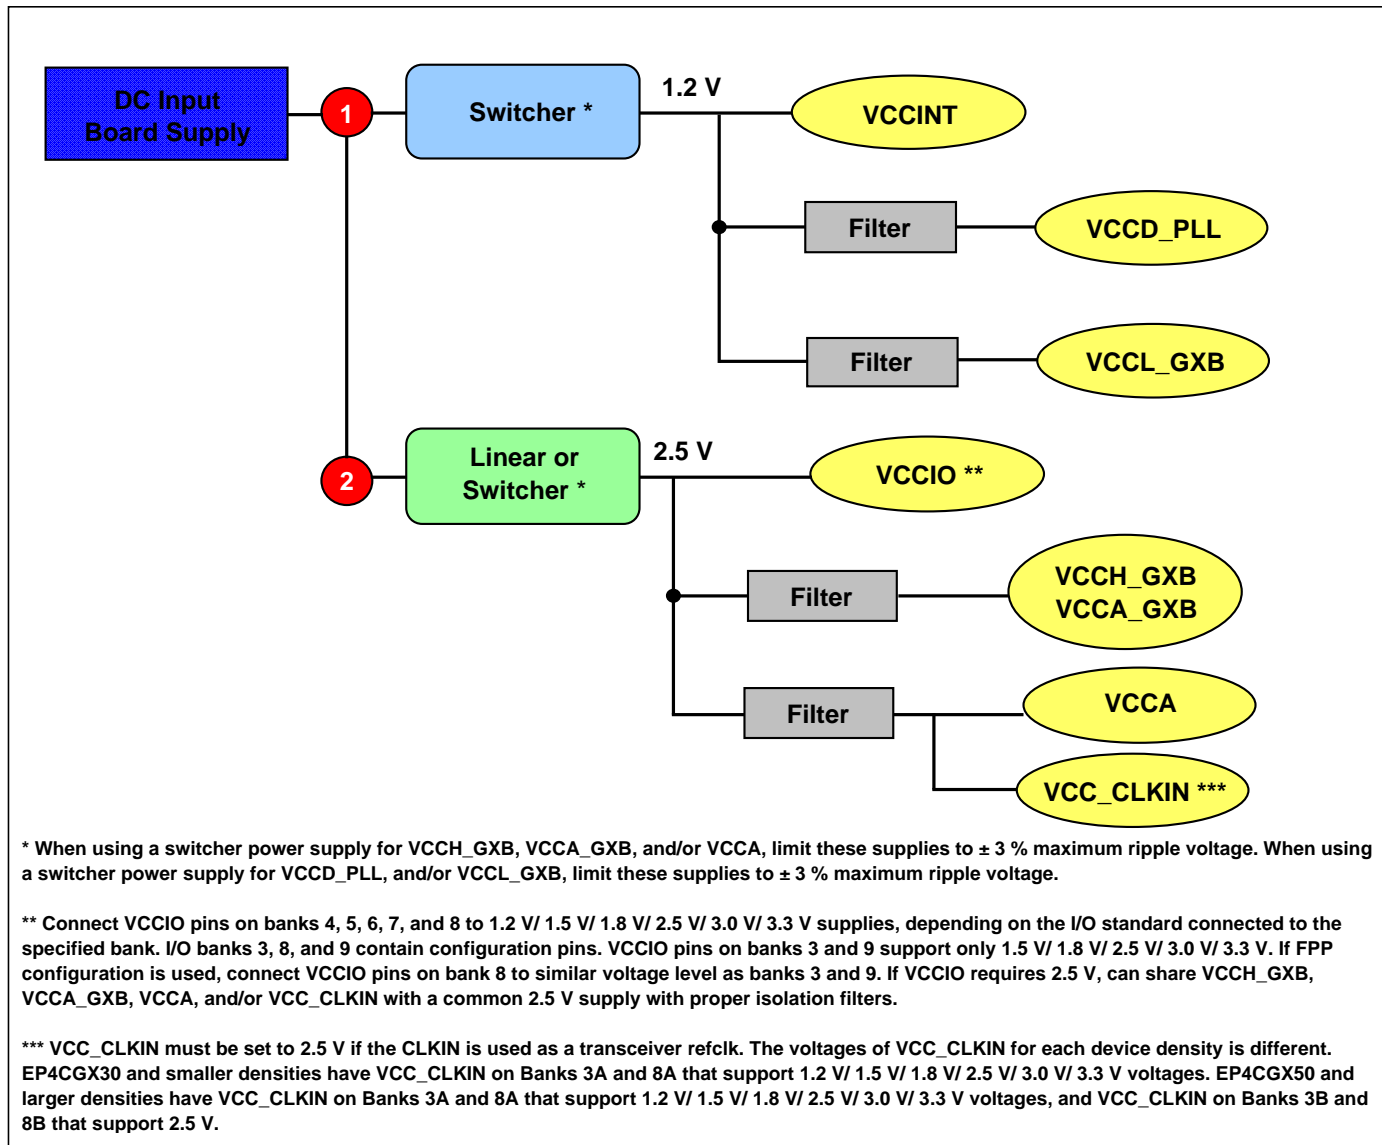 DC Input
Board Supply
1
Switcher *
1.2 V
VCCINT
Filter
VCCD_PLL
Filter
VCCL_GXB
2
Linear or
Switcher *
2.5 V
VCCIO **
Filter
VCCH_GXB
VCCA_GXB
Filter
VCCA
VCC_CLKIN ***
* When using a switcher power supply for VCCH_GXB, VCCA_GXB, and/or VCCA, limit these supplies to ± 3 % maximum ripple voltage. When using
a switcher power supply for VCCD_PLL, and/or VCCL_GXB, limit these supplies to ± 3 % maximum ripple voltage.
** Connect VCCIO pins on banks 4, 5, 6, 7, and 8 to 1.2 V/ 1.5 V/ 1.8 V/ 2.5 V/ 3.0 V/ 3.3 V supplies, depending on the I/O standard connected to the
specified bank. I/O banks 3, 8, and 9 contain configuration pins. VCCIO pins on banks 3 and 9 support only 1.5 V/ 1.8 V/ 2.5 V/ 3.0 V/ 3.3 V. If FPP
configuration is used, connect VCCIO pins on bank 8 to similar voltage level as banks 3 and 9. If VCCIO requires 2.5 V, can share VCCH_GXB,
VCCA_GXB, VCCA, and/or VCC_CLKIN with a common 2.5 V supply with proper isolation filters.
*** VCC_CLKIN must be set to 2.5 V if the CLKIN is used as a transceiver refclk. The voltages of VCC_CLKIN for each device density is different.
EP4CGX30 and smaller densities have VCC_CLKIN on Banks 3A and 8A that support 1.2 V/ 1.5 V/ 1.8 V/ 2.5 V/ 3.0 V/ 3.3 V voltages. EP4CGX50 and
larger densities have VCC_CLKIN on Banks 3A and 8A that support 1.2 V/ 1.5 V/ 1.8 V/ 2.5 V/ 3.0 V/ 3.3 V voltages, and VCC_CLKIN on Banks 3B and
8B that support 2.5 V.